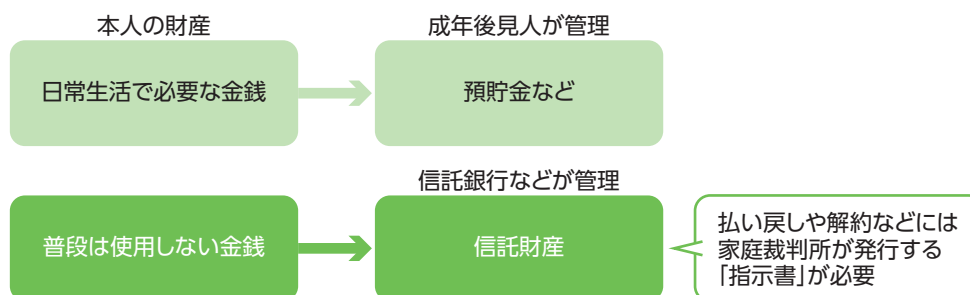 本人の財産
成年後見人が管理
日常生活で必要な金銭
預貯金など
信託銀行などが管理
普段は使用しない金銭
信託財産
払い戻しや解約などには
家庭裁判所が発行する
「指示書」が必要